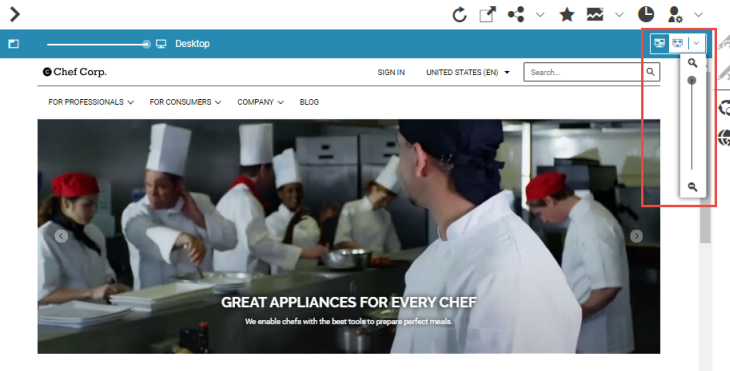 Desktop
Chef Corp.
SIGN IN UNITED STATES (EN) Search...
FOR PROFESSIONALS FOR CONSUMERS COMPANY BLOG
GREAT APPLIANCES FOR EVERY CHEF
We enable chefs with the best tools to prepare perfect meals.